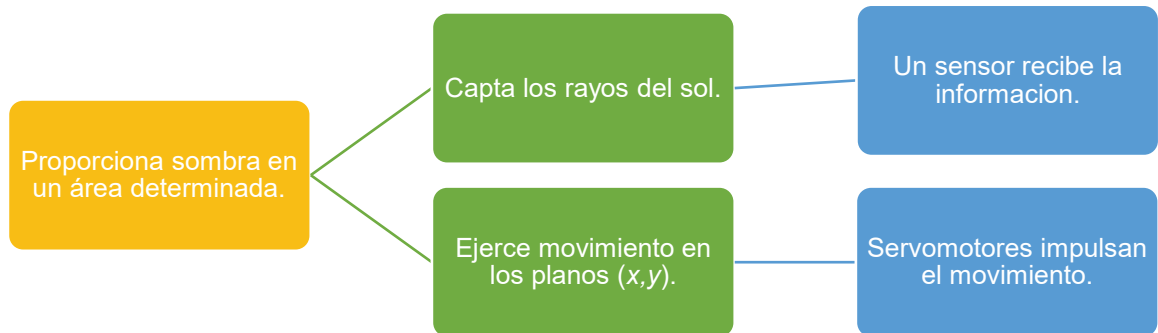 Proporciona sombra en
un área determinada.
Capta los rayos del sol.
Un sensor recibe la
informacion.
Ejerce movimiento en
los planos (x,y).
Servomotores impulsan
el movimiento.